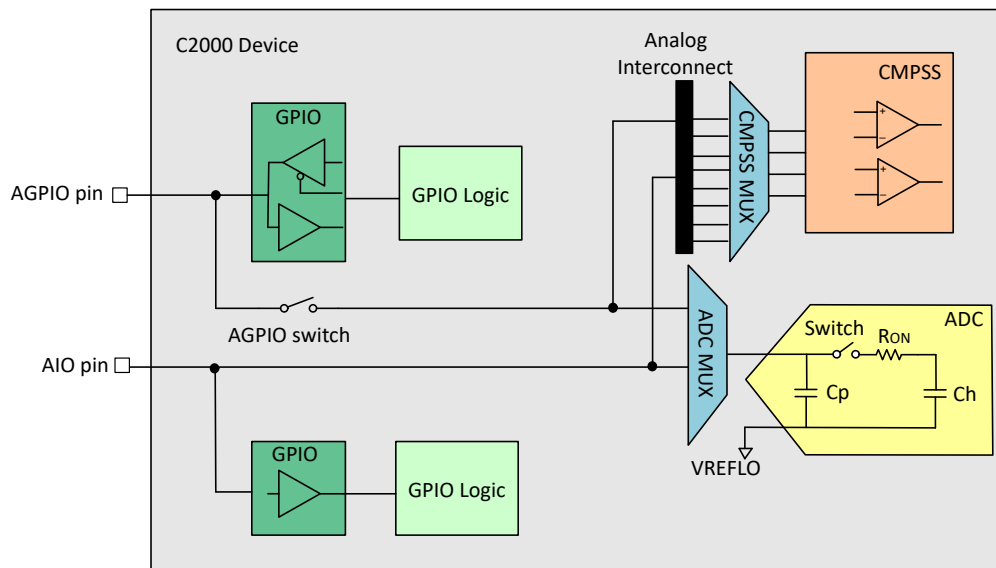 C2000 Device
Analog
Interconnect
CMPSS
GPIO
CMPSS MUX
+
−
+
−
GPIO Logic
AGPIO pin
AGPIO switch
ADC MUX
ADC
Switch
RON
AIO pin
Cp
Ch
GPIO
VREFLO
GPIO Logic